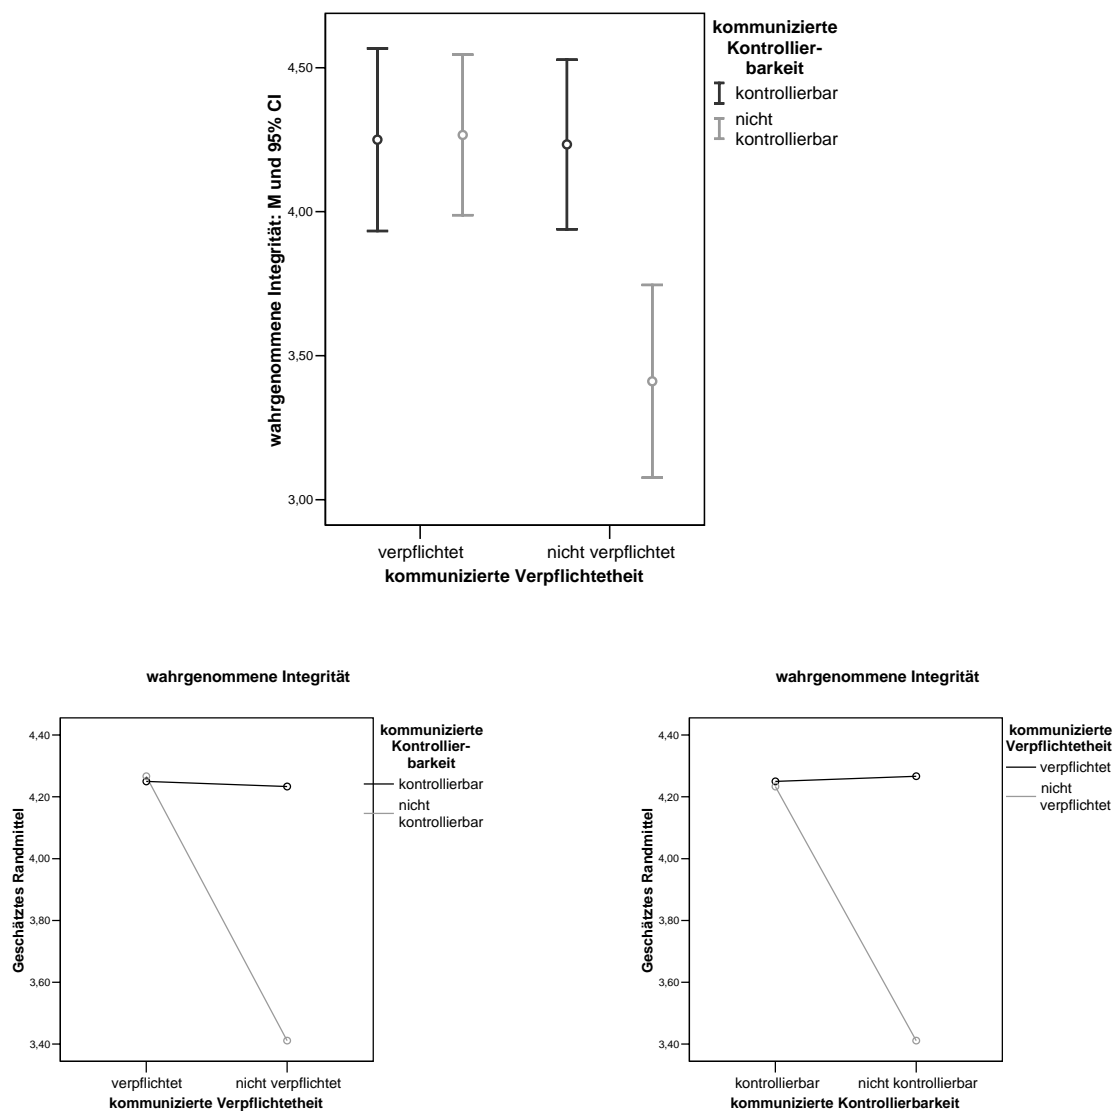 kommunizierte
Kontrollier-
barkeit
kontrollierbar
nicht
kontrollierbar
wahrgenommene Integrität: M und 95% CI
4,50
4,00
3,50
3,00
verpflichtet
nicht verpflichtet
kommunizierte Verpflichtetheit
wahrgenommene Integrität
kommunizierte
Kontrollier-
barkeit
kontrollierbar
nicht
kontrollierbar
Geschätztes Randmittel
4,40
4,20
4,00
3,80
3,60
3,40
verpflichtet
nicht verpflichtet
kommunizierte Verpflichtetheit
wahrgenommene Integrität
kommunizierte
Verpflichtetheit
verpflichtet
nicht
verpflichtet
Geschätztes Randmittel
4,40
4,20
4,00
3,80
3,60
3,40
kontrollierbar
nicht kontrollierbar
kommunizierte Kontrollierbarkeit